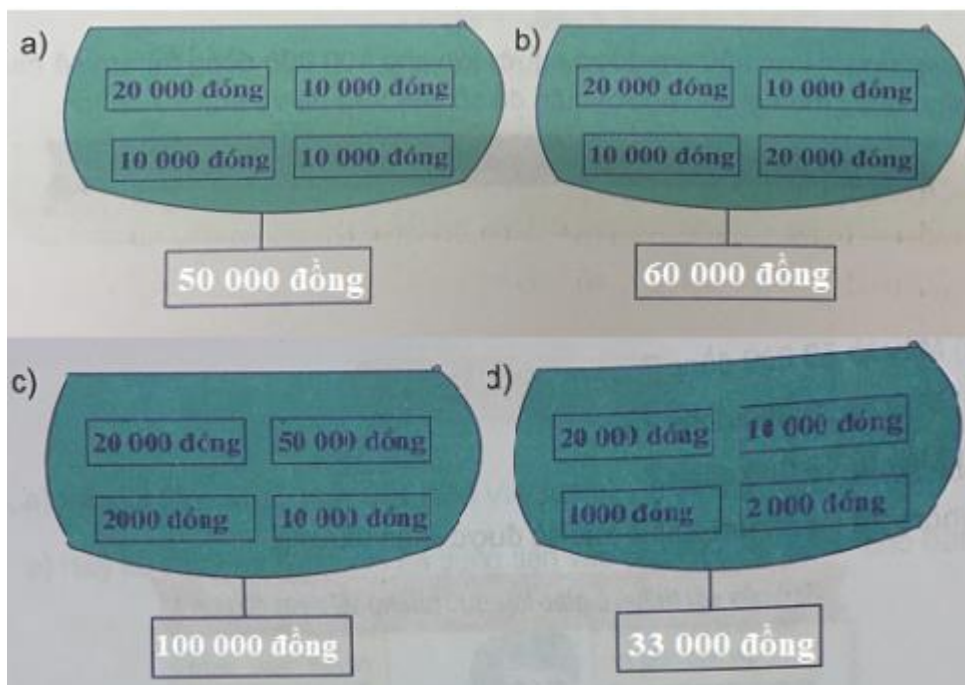 a)
20 000 đồng 10 000 đồng
10 000 đồng 10 000 đồng
50 000 đồng
b)
20 000 đồng 10 000 đồng
10 000 đồng 20 000 đồng
60 000 đồng
c)
20 000 đồng 50 000 đồng
2000 đồng 10 000 đồng
100 000 đồng
d)
20 000 đồng 10 000 đồng
1000 đồng 2 000 đồng
33 000 đồng